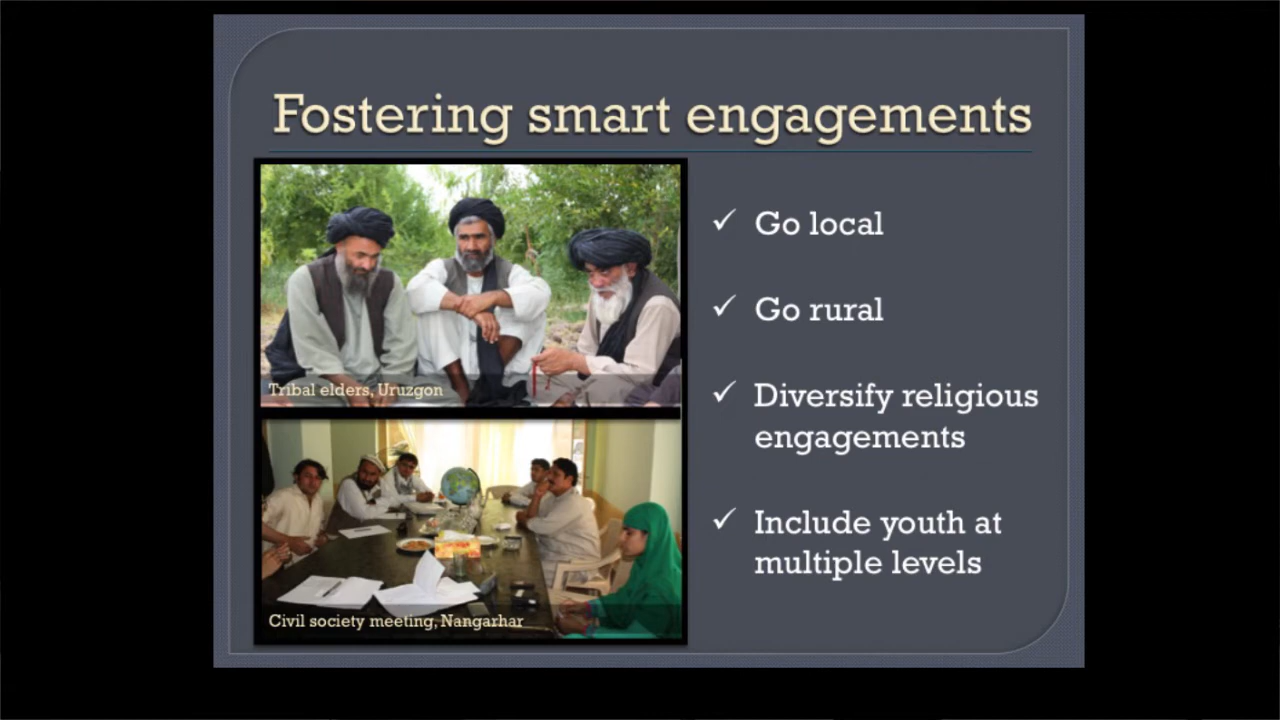 Fostering smart engagements
Tribal elders, Uruzgon
Civil society meeting, Nangarhar
✓ Go local
✓ Go rural
✓ Diversify religious
engagements
✓ Include youth at
multiple levels